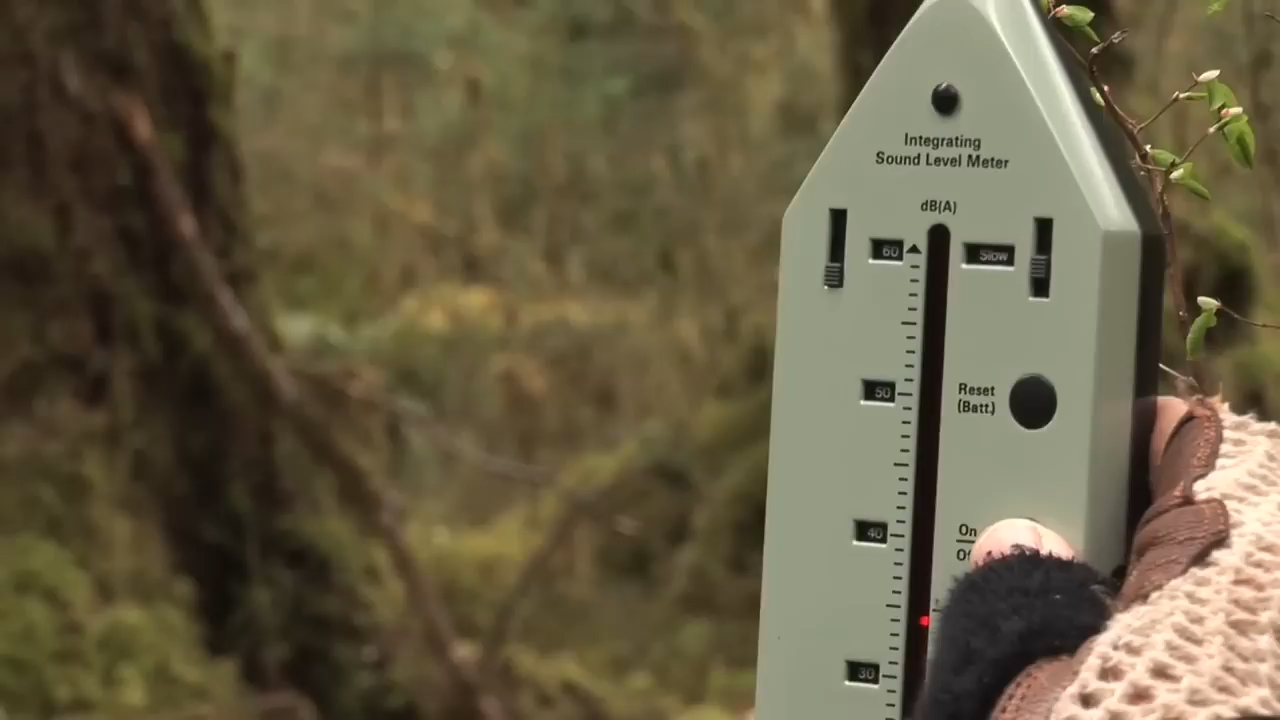 Integrating
Sound Level Meter
dB(A)
60
Slow
50
Reset
(Batt.)
40
On
30